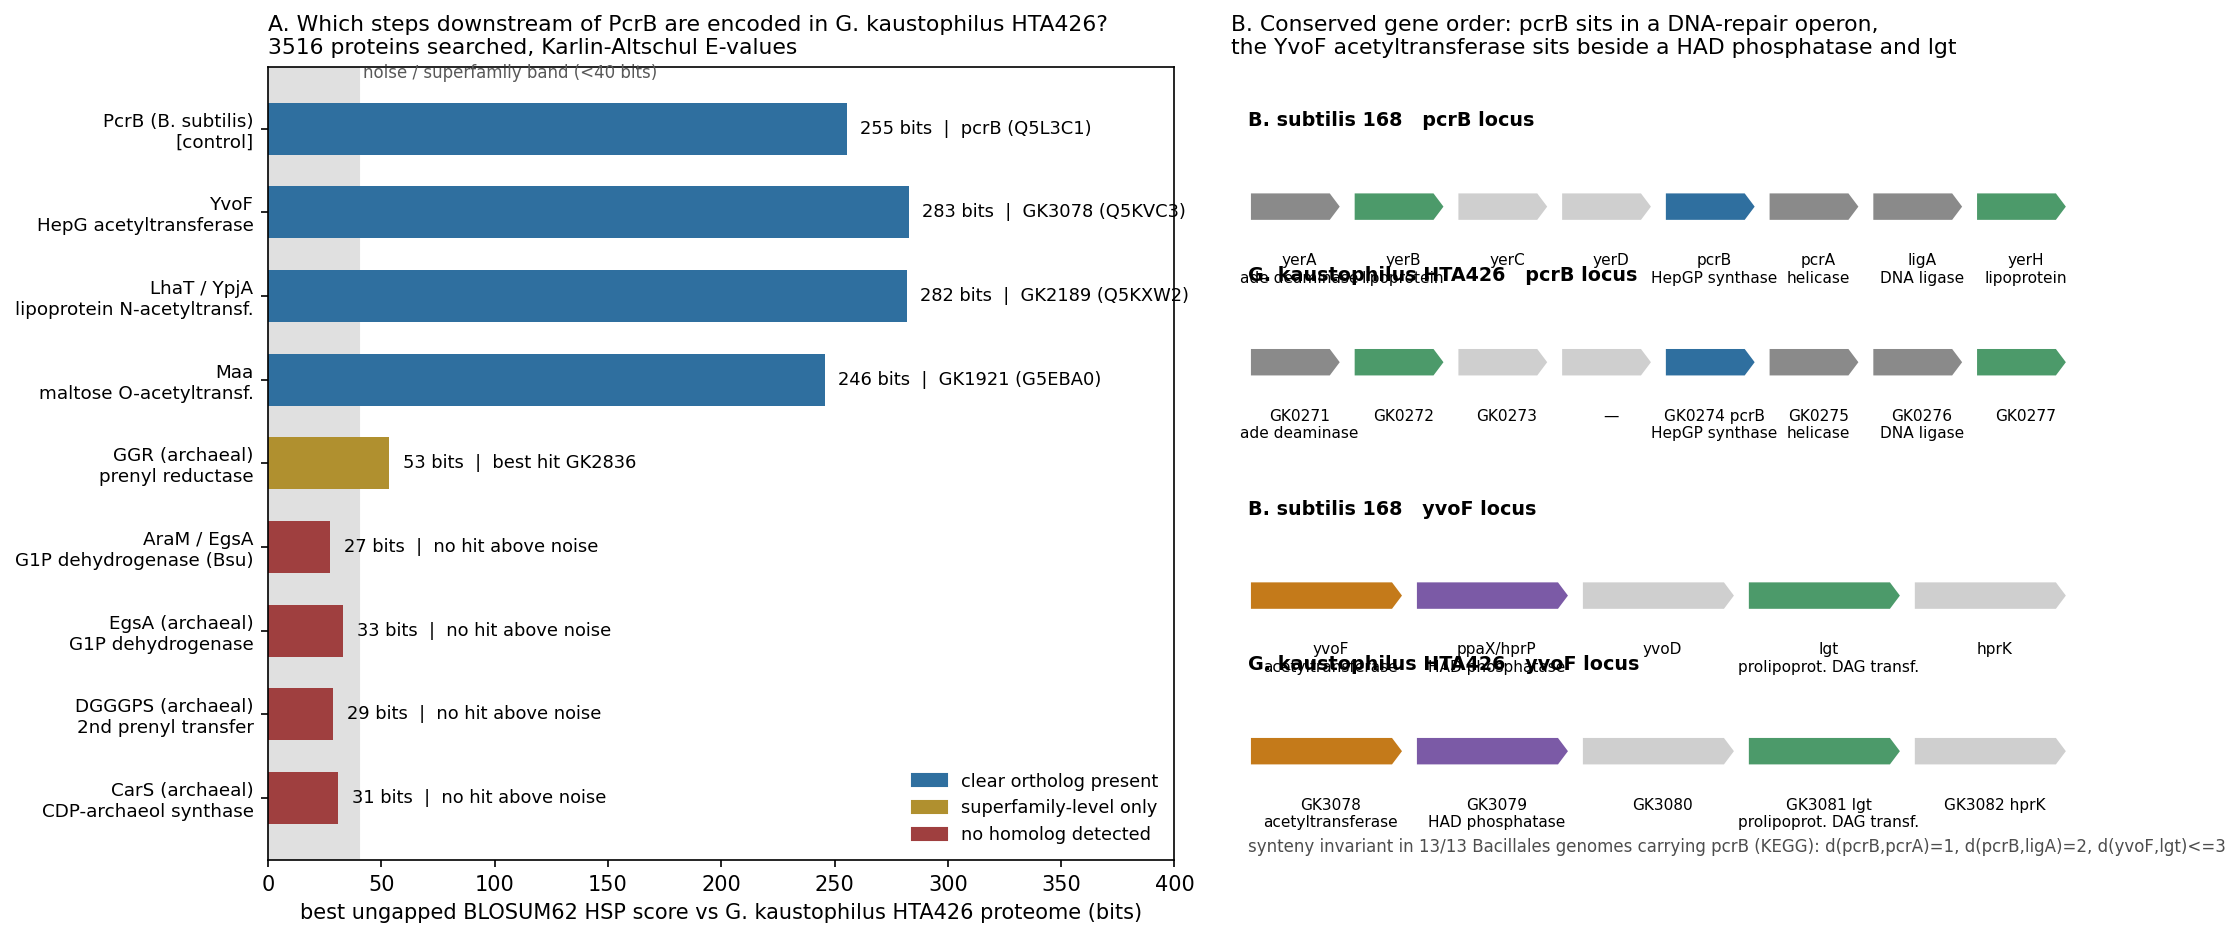 A. Which steps downstream of PcrB are encoded in G. kaustophilus HTA426?
3516 proteins searched, Karlin-Altschul E-values
noise / superfamily band (<40 bits)
PcrB (B. subtilis)
[control]
255 bits | pcrB (Q5L3C1)
YvoF
HepG acetyltransferase
283 bits | GK3078 (Q5KVC3)
LhaT / YpjA
lipoprotein N-acetyltransf.
282 bits | GK2189 (Q5KXW2)
Maa
maltose O-acetyltransf.
246 bits | GK1921 (G5EBA0)
GGR (archaeal)
prenyl reductase
53 bits | best hit GK2836
AraM / EgsA
G1P dehydrogenase (Bsu)
27 bits | no hit above noise
EgsA (archaeal)
G1P dehydrogenase
33 bits | no hit above noise
DGGGPS (archaeal)
2nd prenyl transfer
29 bits | no hit above noise
CarS (archaeal)
CDP-archaeol synthase
31 bits | no hit above noise
clear ortholog present
superfamily-level only
no homolog detected
0 50 100 150 200 250 300 350 400
best ungapped BLOSUM62 HSP score vs G. kaustophilus HTA426 proteome (bits)
B. Conserved gene order: pcrB sits in a DNA-repair operon,
the YvoF acetyltransferase sits beside a HAD phosphatase and lgt
B. subtilis 168 pcrB locus
yerA yerB yerC yerD pcrB pcrA ligA yerH
ade deaminase lipoprotein HepGP synthase helicase DNA ligase lipoprotein
G. kaustophilus HTA426 pcrB locus
GK0271 GK0272 GK0273 — GK0274 pcrB GK0275 GK0276 GK0277
ade deaminase HepGP synthase helicase DNA ligase
B. subtilis 168 yvoF locus
yvoF ppaX/hprP yvoD lgt hprK
acetyltransferase HAD phosphatase prolipoprot. DAG transf.
G. kaustophilus HTA426 yvoF locus
GK3078 GK3079 GK3080 GK3081 lgt GK3082 hprK
acetyltransferase HAD phosphatase prolipoprot. DAG transf.
synteny invariant in 13/13 Bacillales genomes carrying pcrB (KEGG): d(pcrB,pcrA)=1, d(pcrB,ligA)=2, d(yvoF,lgt)<=3